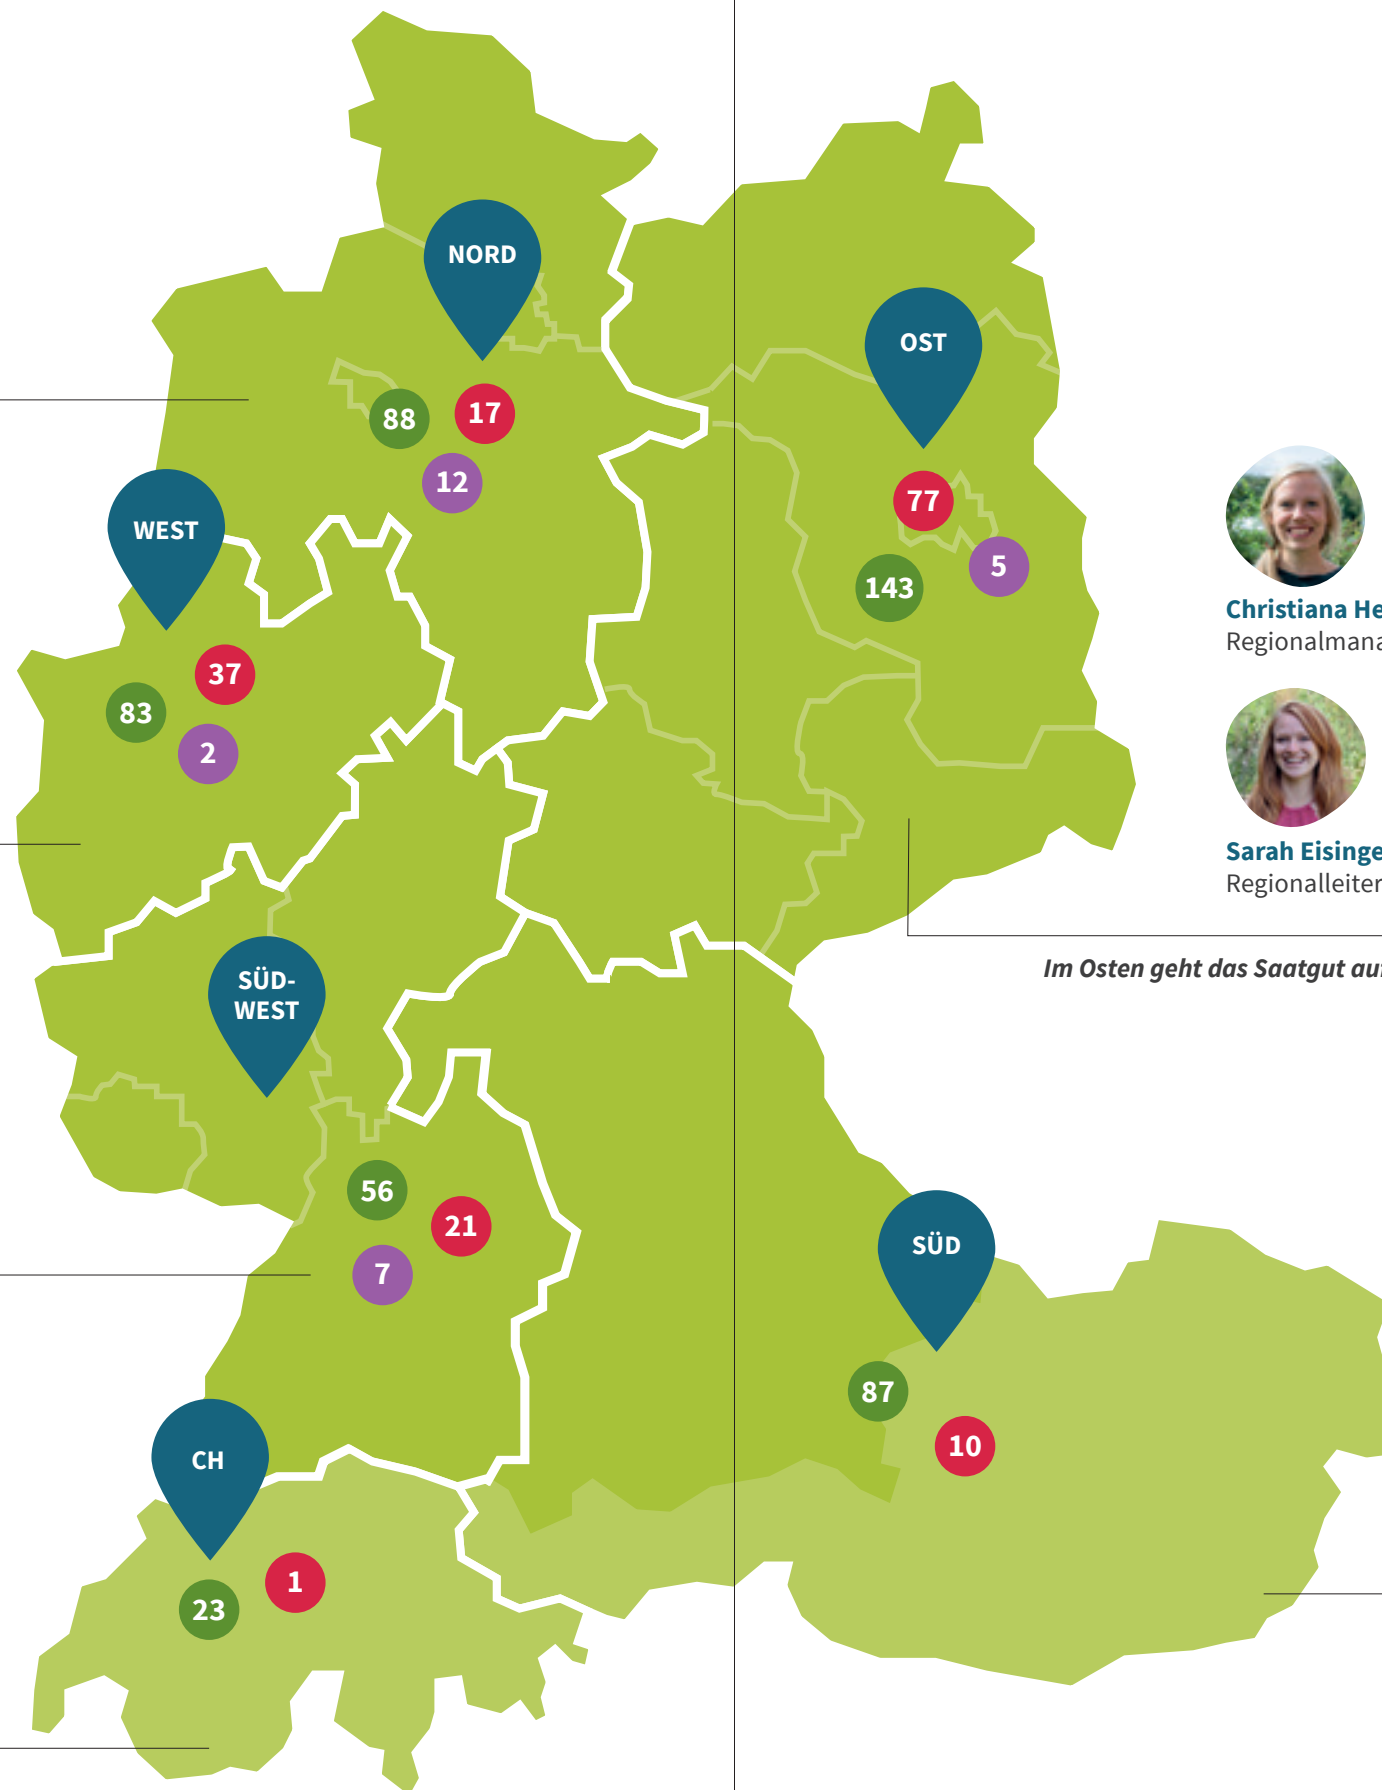 NORD
88
17
12
OST
77
143
5
WEST
37
83
2
Christiana He
Regionalmana
Sarah Eisinge
Regionalleiter
Im Osten geht das Saatgut auf
SÜD-
WEST
56
21
7
SÜD
87
10
CH
1
23